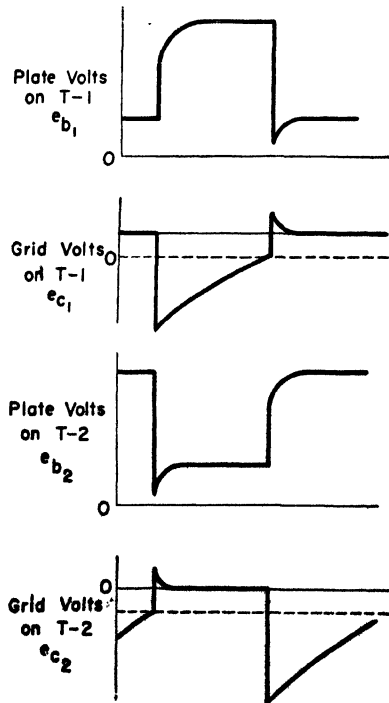 Plate Volts
on T-1
eb1
0
Grid Volts
on T-1
0
ec1
Plate Volts
on T-2
eb2
0
0
Grid Volts
on T-2
ec2